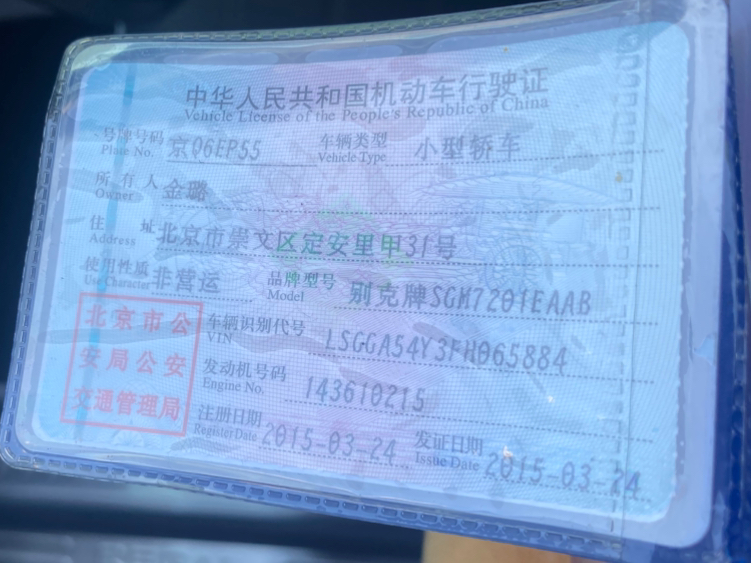 中华人民共和国机动车行驶证
Vehicle License of the People's Republic of China
号牌号码 京Q6EP55 车辆类型 小型轿车
Plate No. Vehicle Type
所有人 金璐
Owner
住址 北京市崇文区定安里甲31号
Address
使用性质 非营运 品牌型号 别克牌SGM7201EAAB
Use Character Model
北京市公
安局公安
交通管理局
车辆识别代号 LSGGA54Y3FH065884
VIN
发动机号码 143610215
Engine No.
注册日期 2015-03-24 发证日期 2015-03-24
Register Date Issue Date